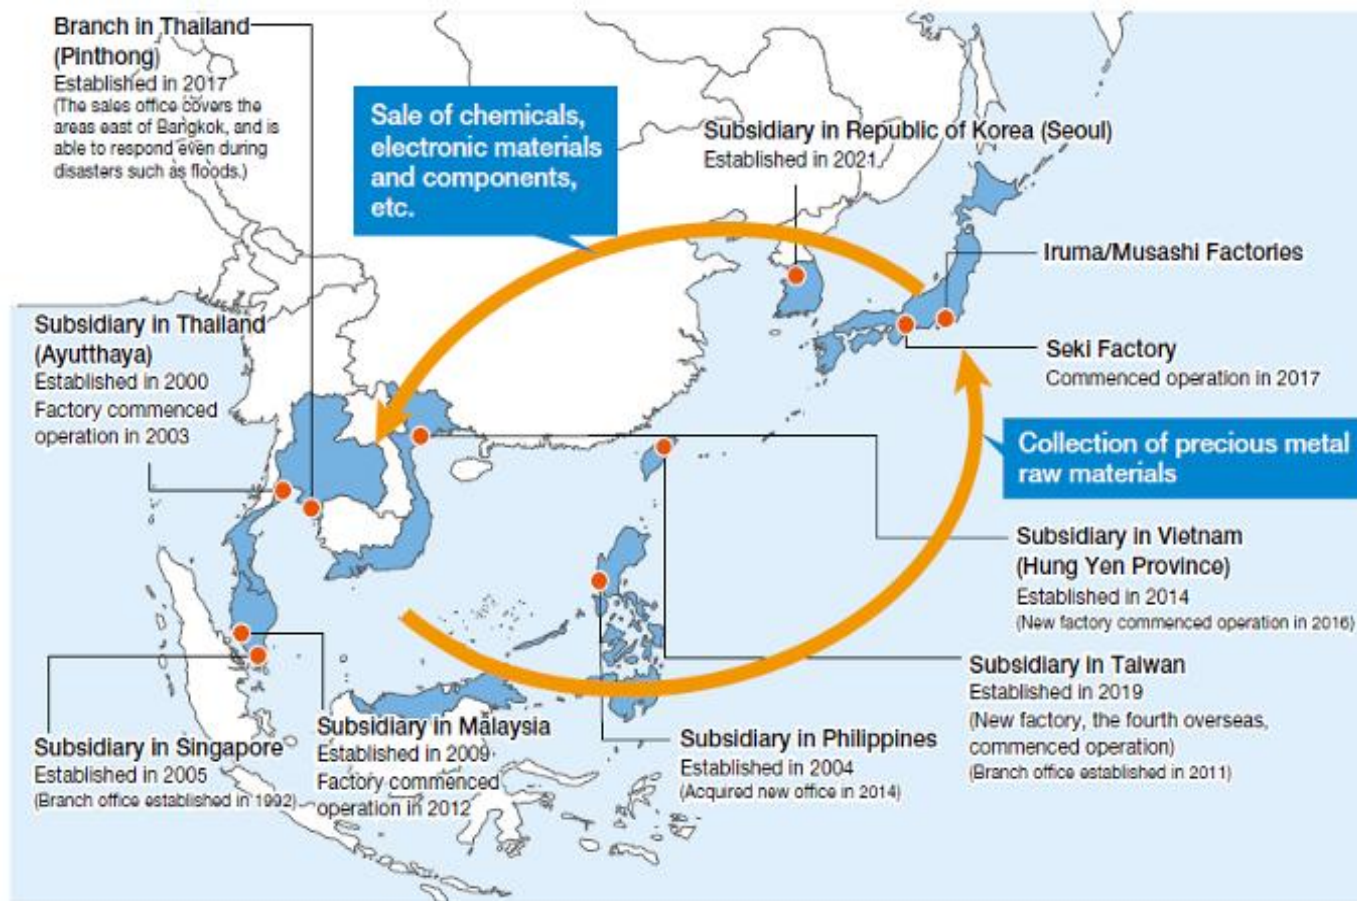 Branch in Thailand
(Pinthong)
Established in 2017
(The sales office covers the
areas east of Bangkok, and is
able to respond even during
disasters such as floods.)
Sale of chemicals,
electronic materials
and components,
etc.
Subsidiary in Republic of Korea (Seoul)
Established in 2021
Iruma/Musashi Factories
Seki Factory
Commenced operation in 2017
Subsidiary in Thailand
(Ayutthaya)
Established in 2000
Factory commenced
operation in 2003
Collection of precious metal
raw materials
Subsidiary in Vietnam
(Hung Yen Province)
Established in 2014
(New factory commenced operation in 2016)
Subsidiary in Taiwan
Established in 2019
(New factory, the fourth overseas,
commenced operation)
(Branch office established in 2011)
Subsidiary in Singapore
Established in 2005
(Branch office established in 1992)
Subsidiary in Malaysia
Established in 2009
Factory commenced
operation in 2012
Subsidiary in Philippines
Established in 2004
(Acquired new office in 2014)